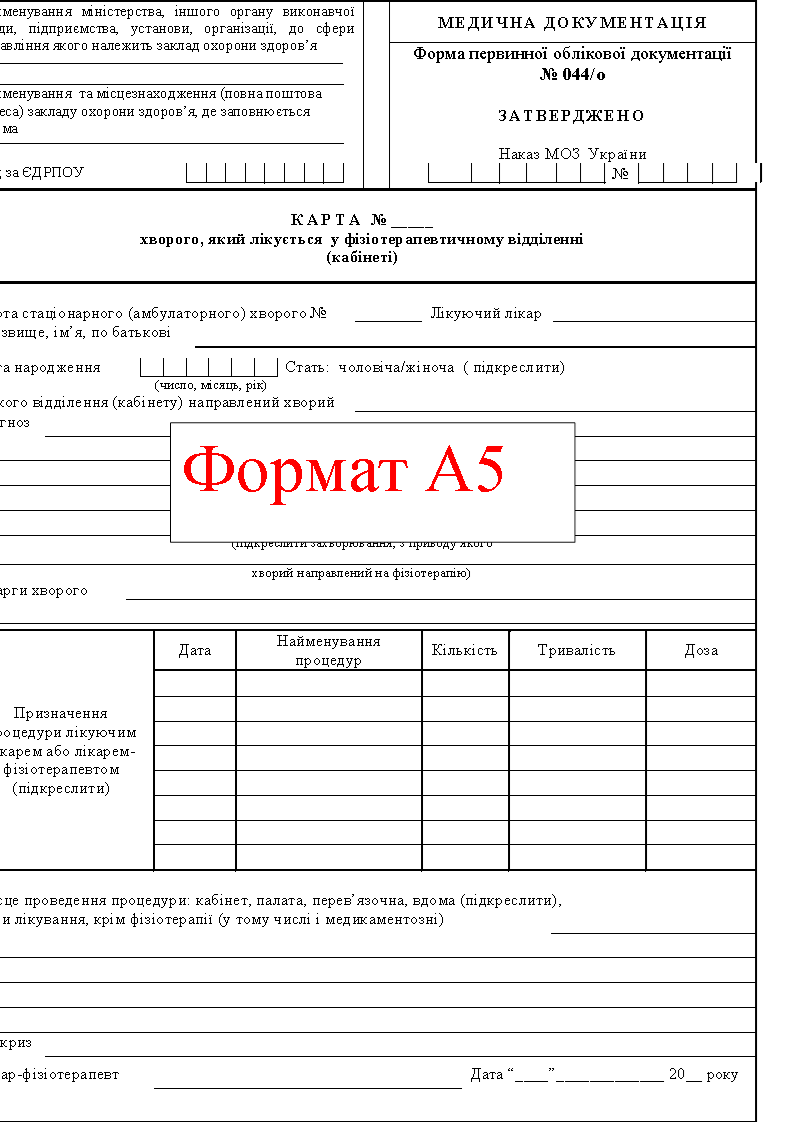 йменування міністерства, іншого органу виконавчої
ди, підприємства, установи, організації, до сфери
авління якого належить заклад охорони здоров’я
йменування та місцезнаходження (повна поштова
еса) закладу охорони здоров’я, де заповнюється
ма
за ЄДРПОУ
МЕДИЧНА ДОКУМЕНТАЦІЯ
Форма первинної облікової документації
№ 044/о
ЗАТВЕРДЖЕНО
Наказ МОЗ України
№
КАРТА № _____
хворого, який лікується у фізіотерапевтичному відділенні
(кабінеті)
рта стаціонарного (амбулаторного) хворого № Лікуючий лікар
звище, ім’я, по батькові
та народження Стать: чоловіча/жіноча ( підкреслити)
(число, місяць, рік)
кого відділення (кабінету) направлений хворий
гноз
Формат А5
(підкреслити захворювання, з приводу якого
хворий направлений на фізіотерапію)
арги хворого
Дата Найменування процедур Кількість Тривалість Доза
Призначення
роцедури лікуючим
карем або лікарем-
фізіотерапевтом
(підкреслити)
сце проведення процедури: кабінет, палата, перев’язочна, вдома (підкреслити),
и лікування, крім фізіотерапії (у тому числі і медикаментозні)
криз
ар-фізіотерапевт Дата “____”_____________ 20__ року